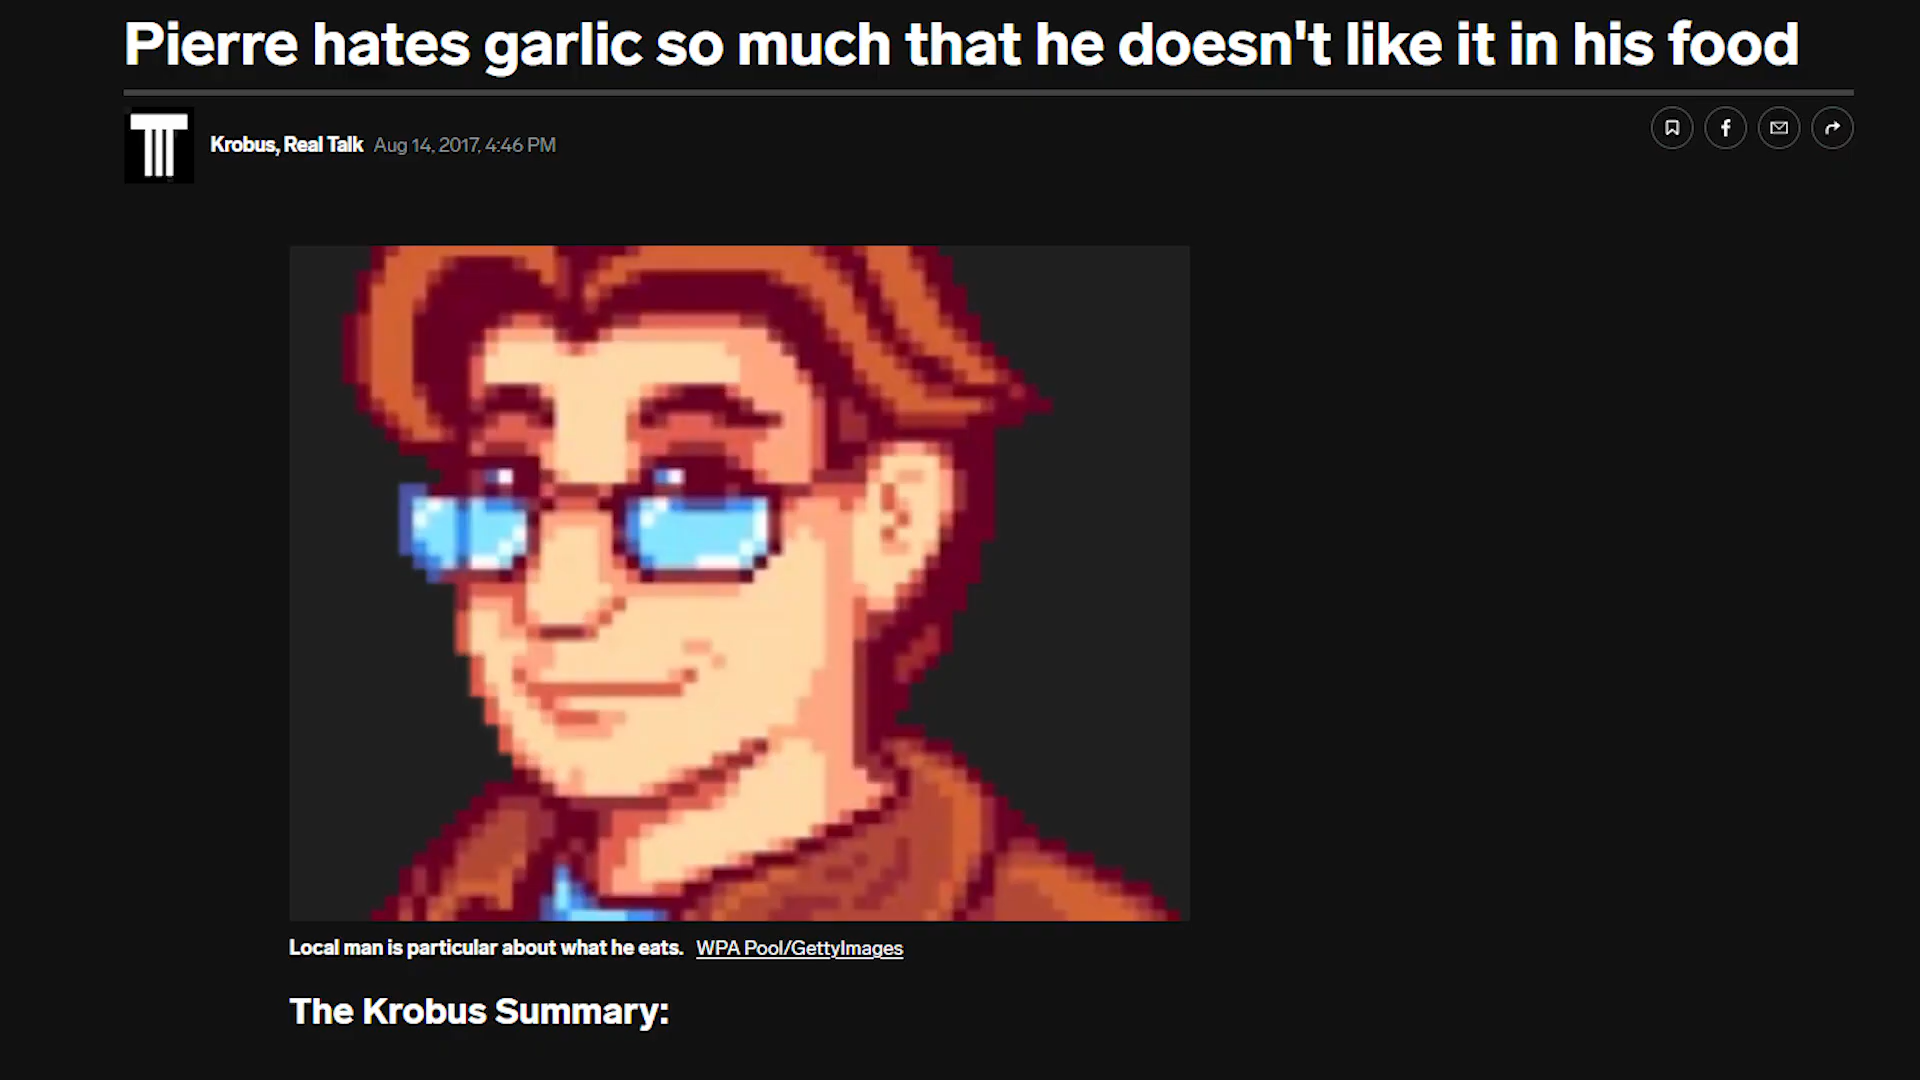 Pierre hates garlic so much that he doesn't like it in his food
Krobus, Real Talk Aug 14, 2017, 4:46 PM
Local man is particular about what he eats. WPA Pool/GettyImages
The Krobus Summary: